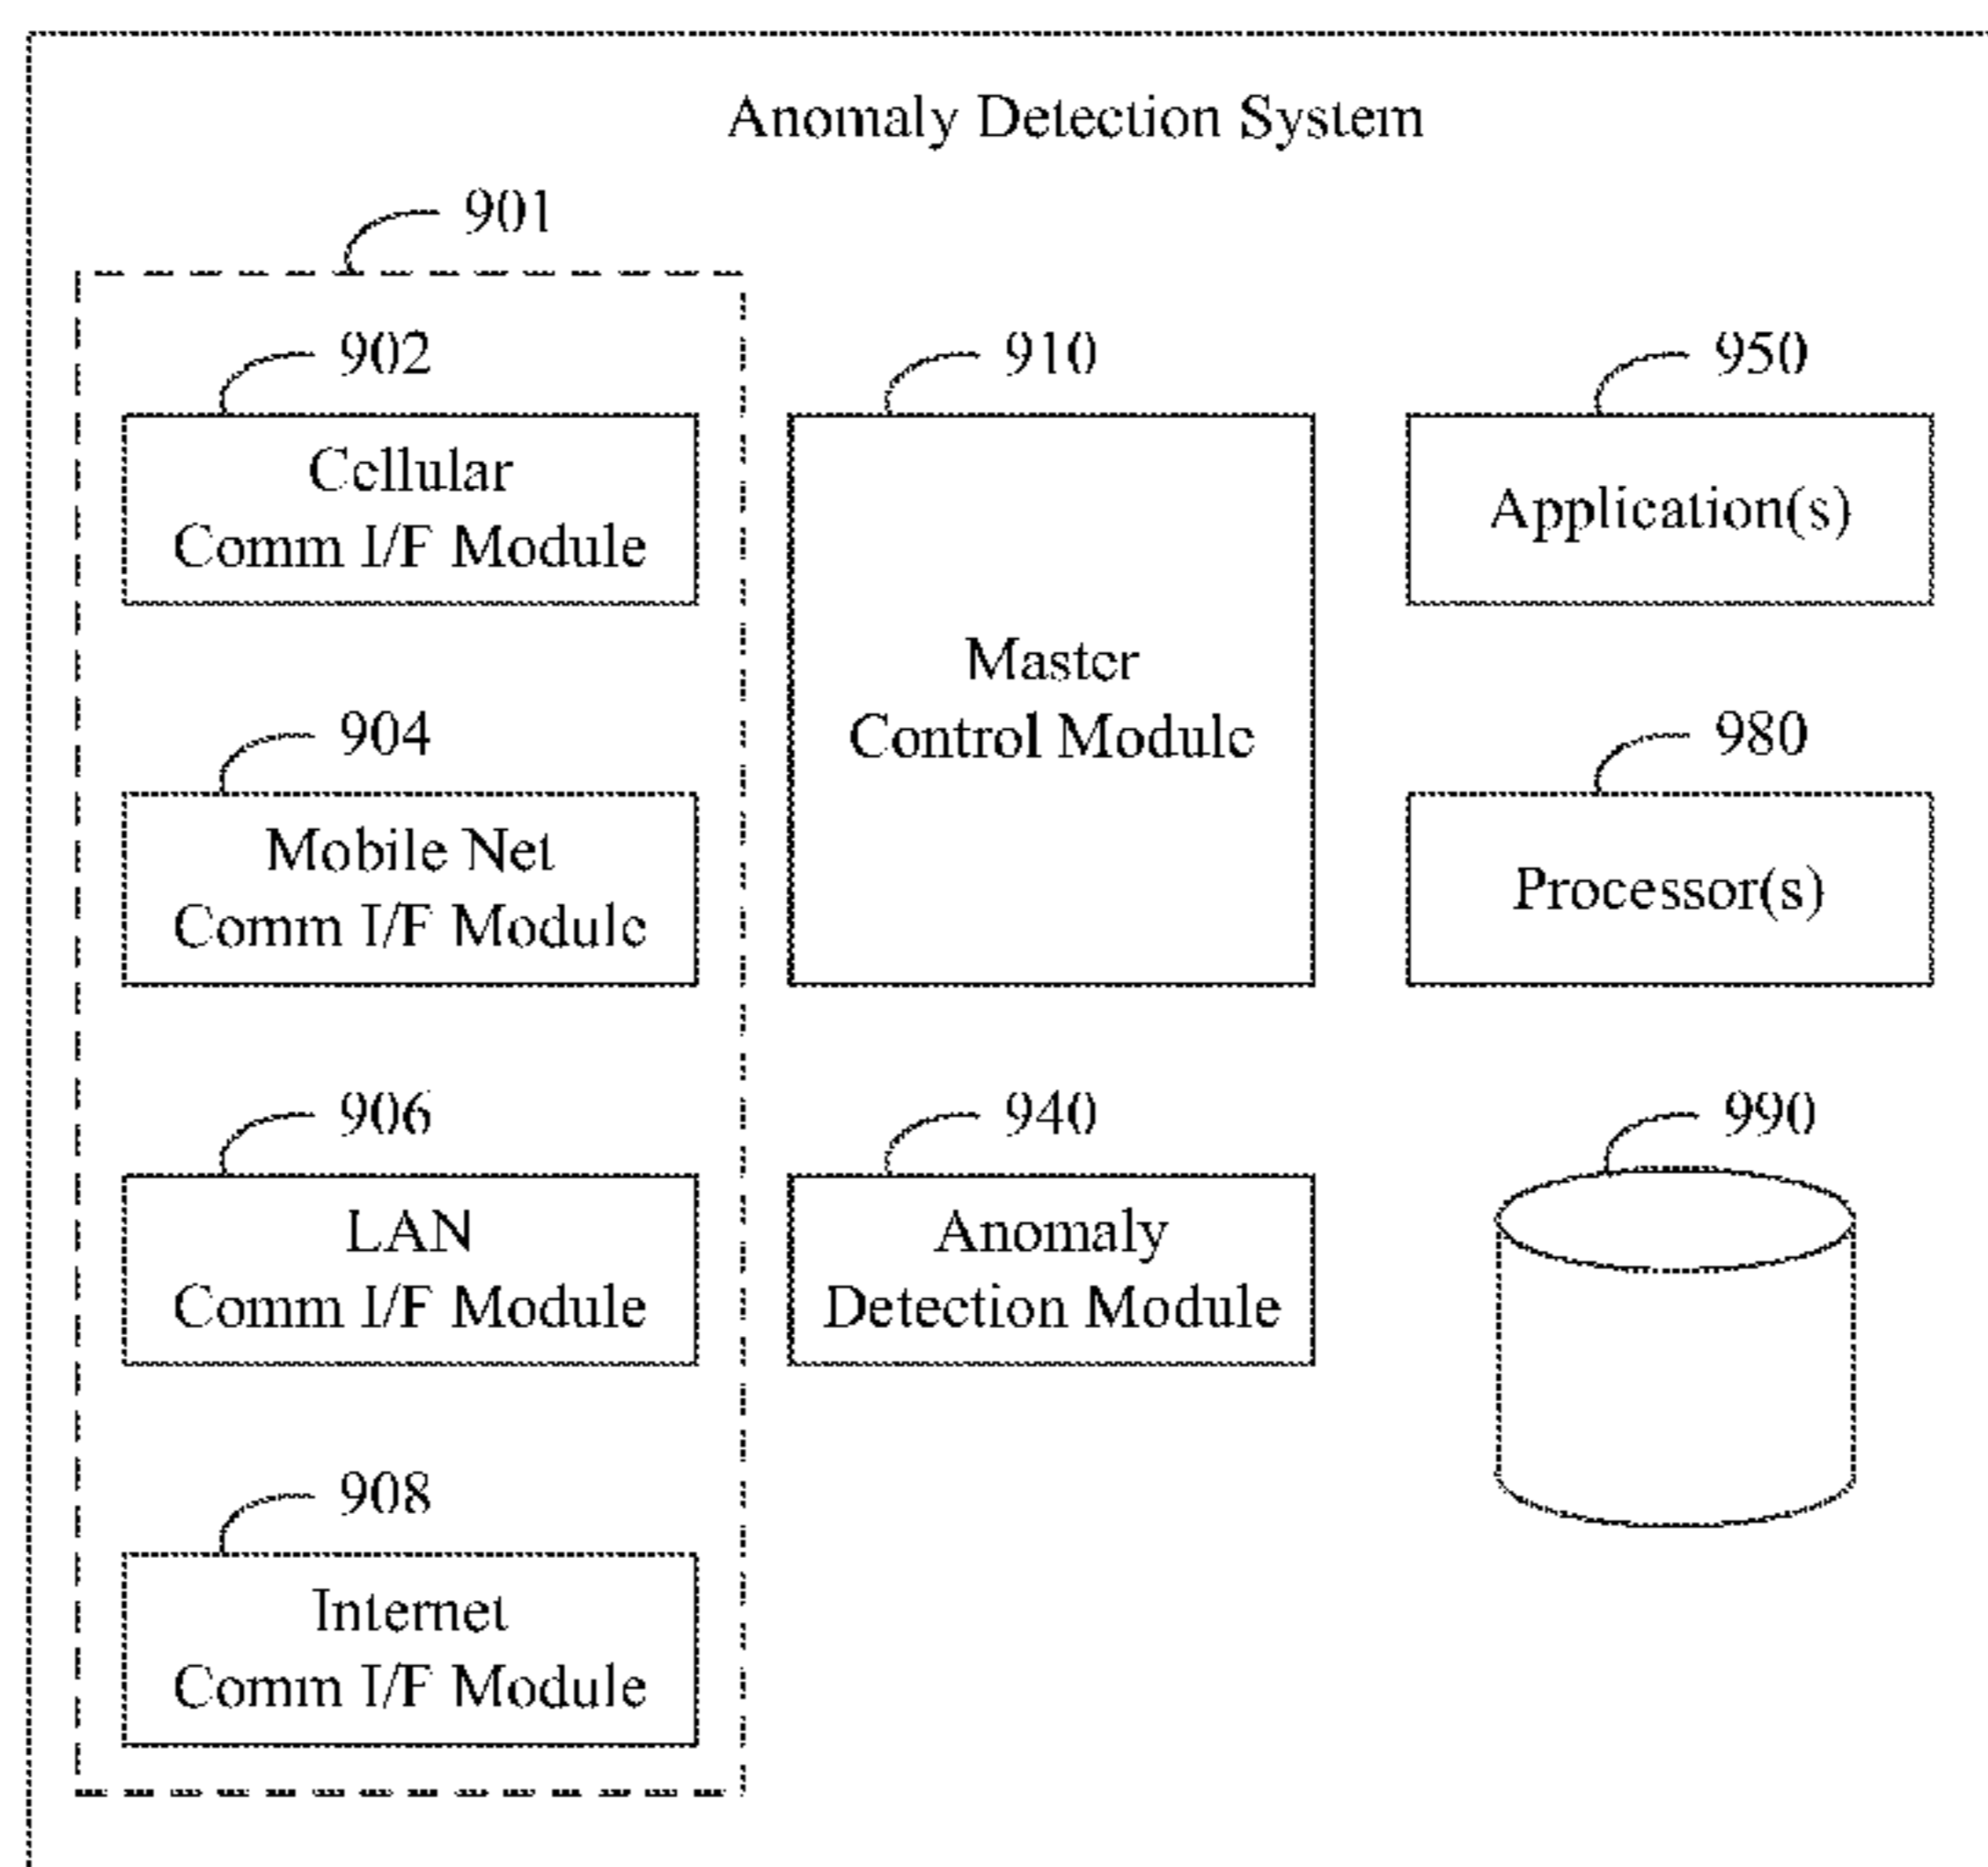 Anomaly Detection System
901
902
910
950
Cellular
Comm I/F Module
Application(s)
Master
Control Module
904
980
Mobile Net
Comm I/F Module
Processor(s)
906
940
990
LAN
Comm I/F Module
Anomaly
Detection Module
908
Internet
Comm I/F Module